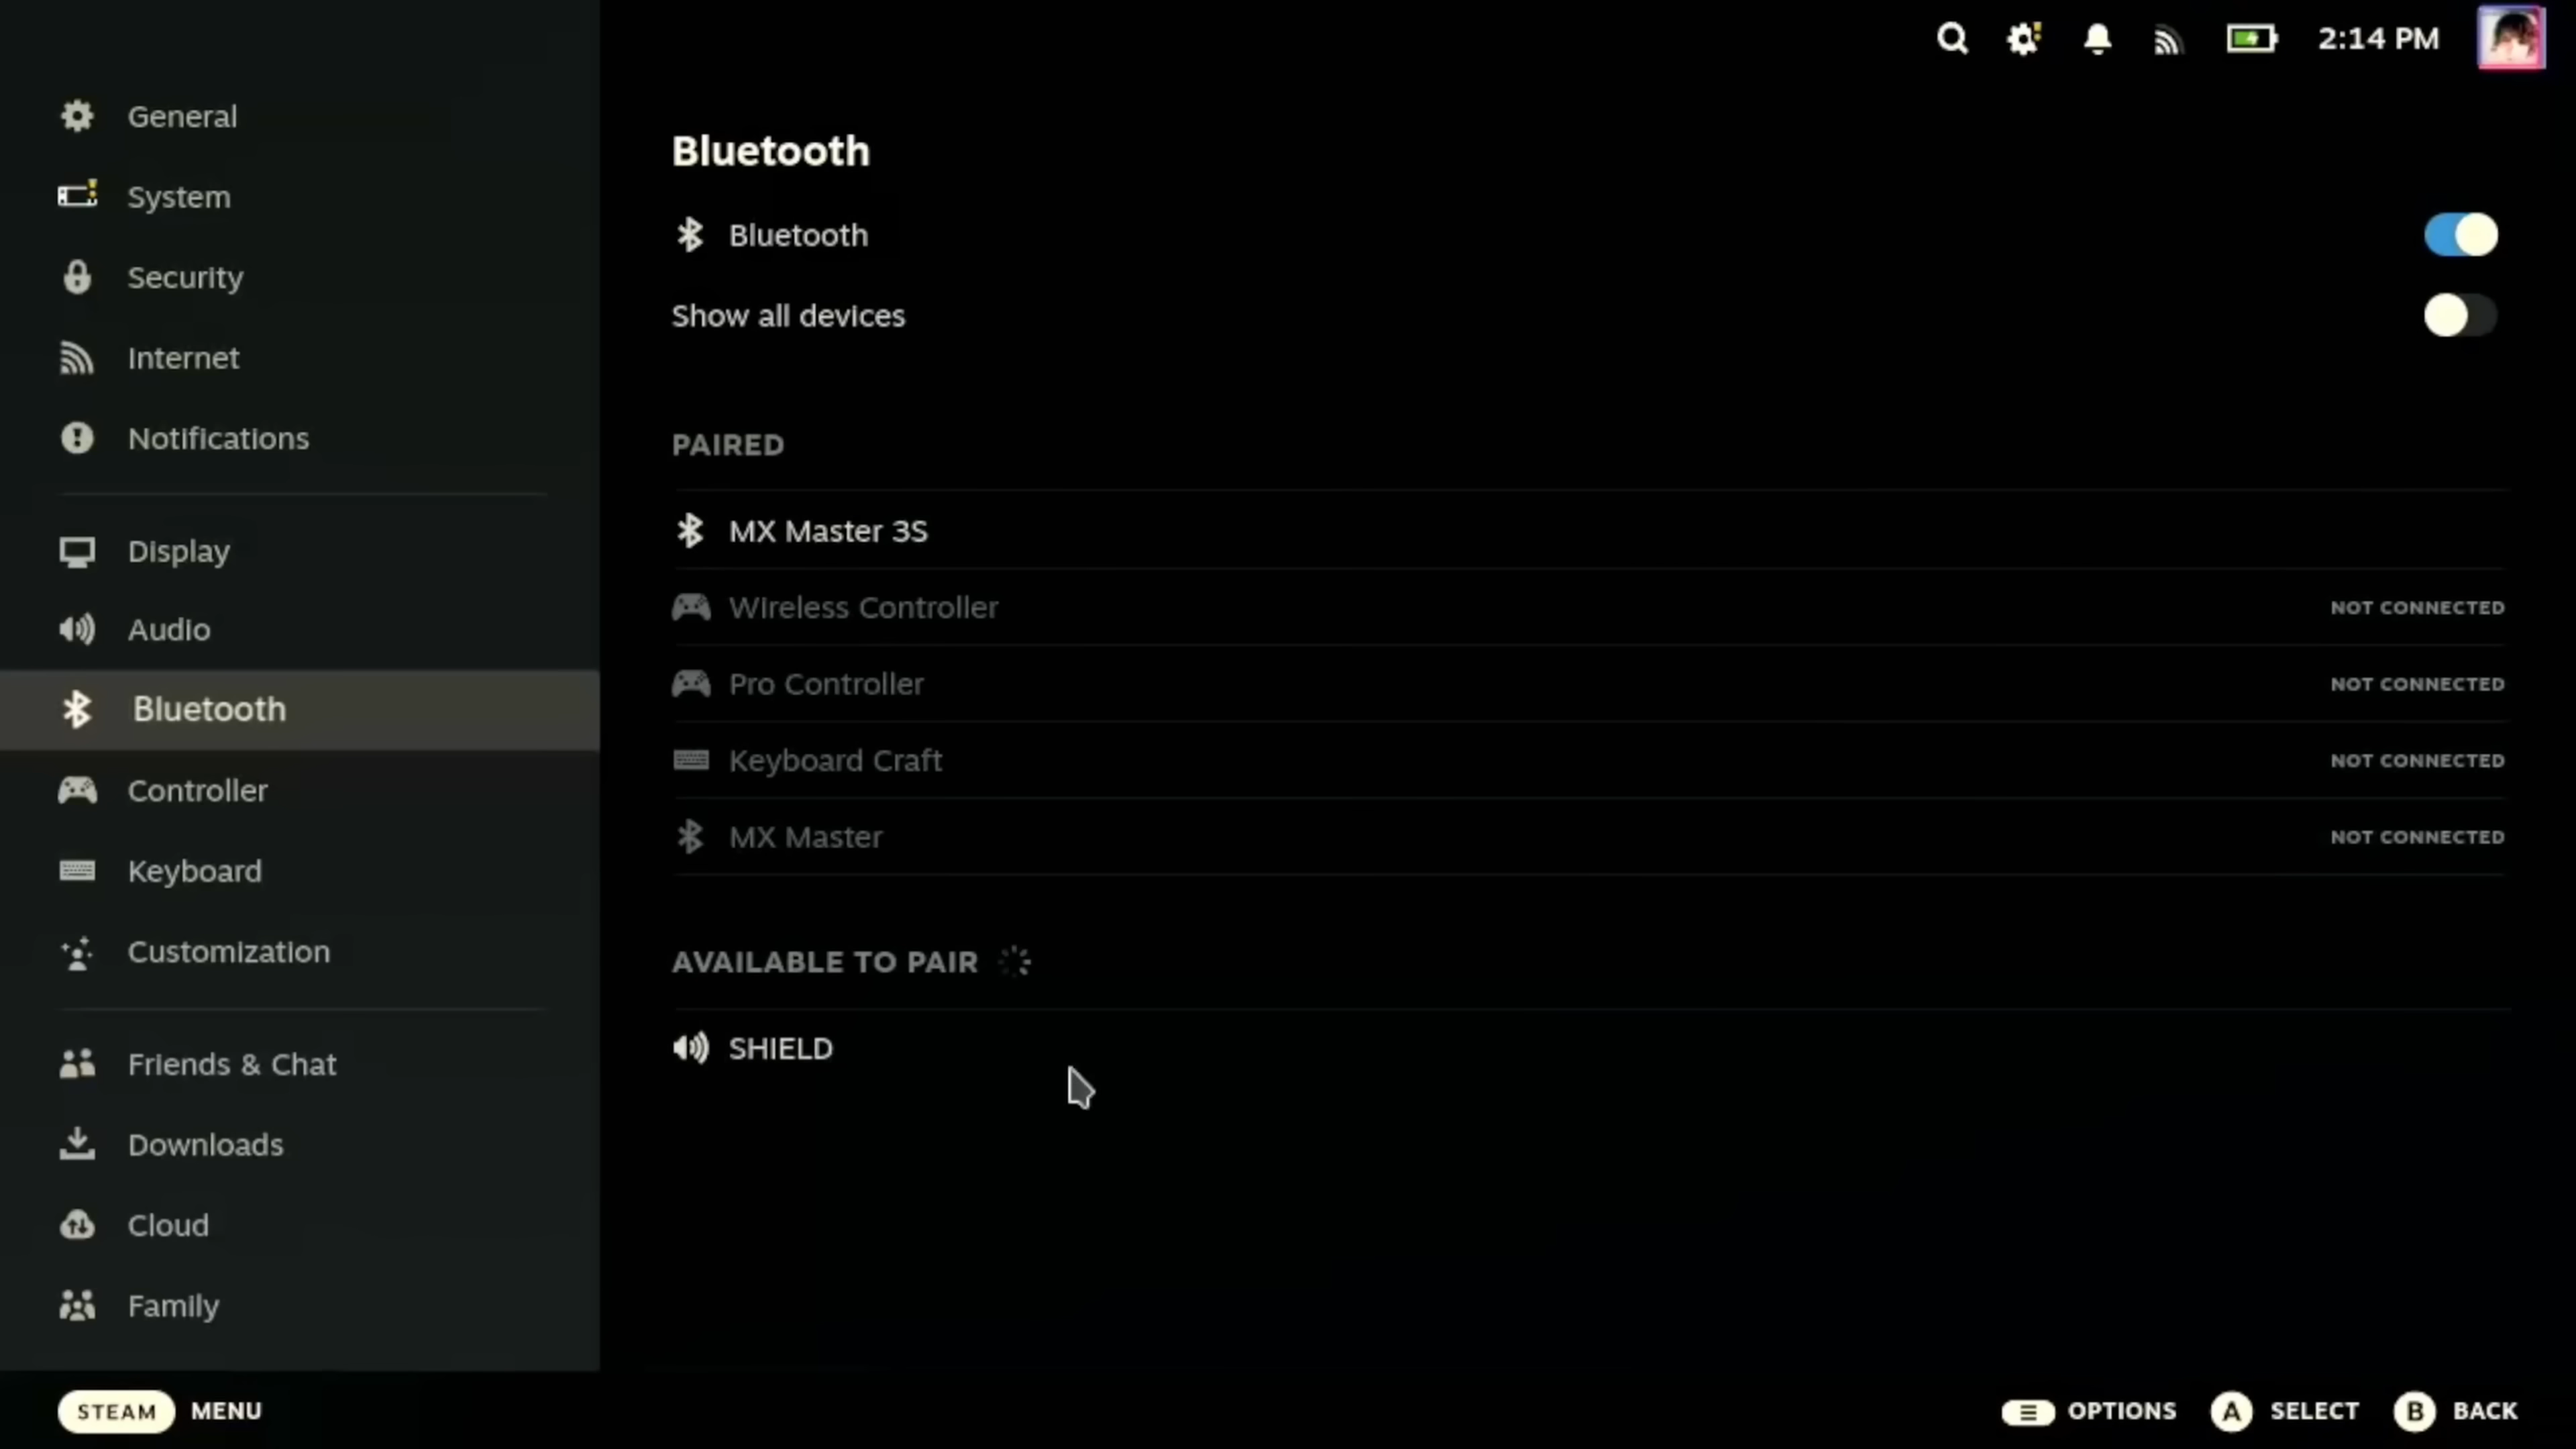 2:14 PM
General
System
Security
Internet
Notifications
Display
Audio
Bluetooth
Controller
Keyboard
Customization
Friends & Chat
Downloads
Cloud
Family
Bluetooth
Bluetooth
Show all devices
PAIRED
MX Master 3S
Wireless Controller NOT CONNECTED
Pro Controller NOT CONNECTED
Keyboard Craft NOT CONNECTED
MX Master NOT CONNECTED
AVAILABLE TO PAIR
SHIELD
STEAM MENU OPTIONS A SELECT B BACK